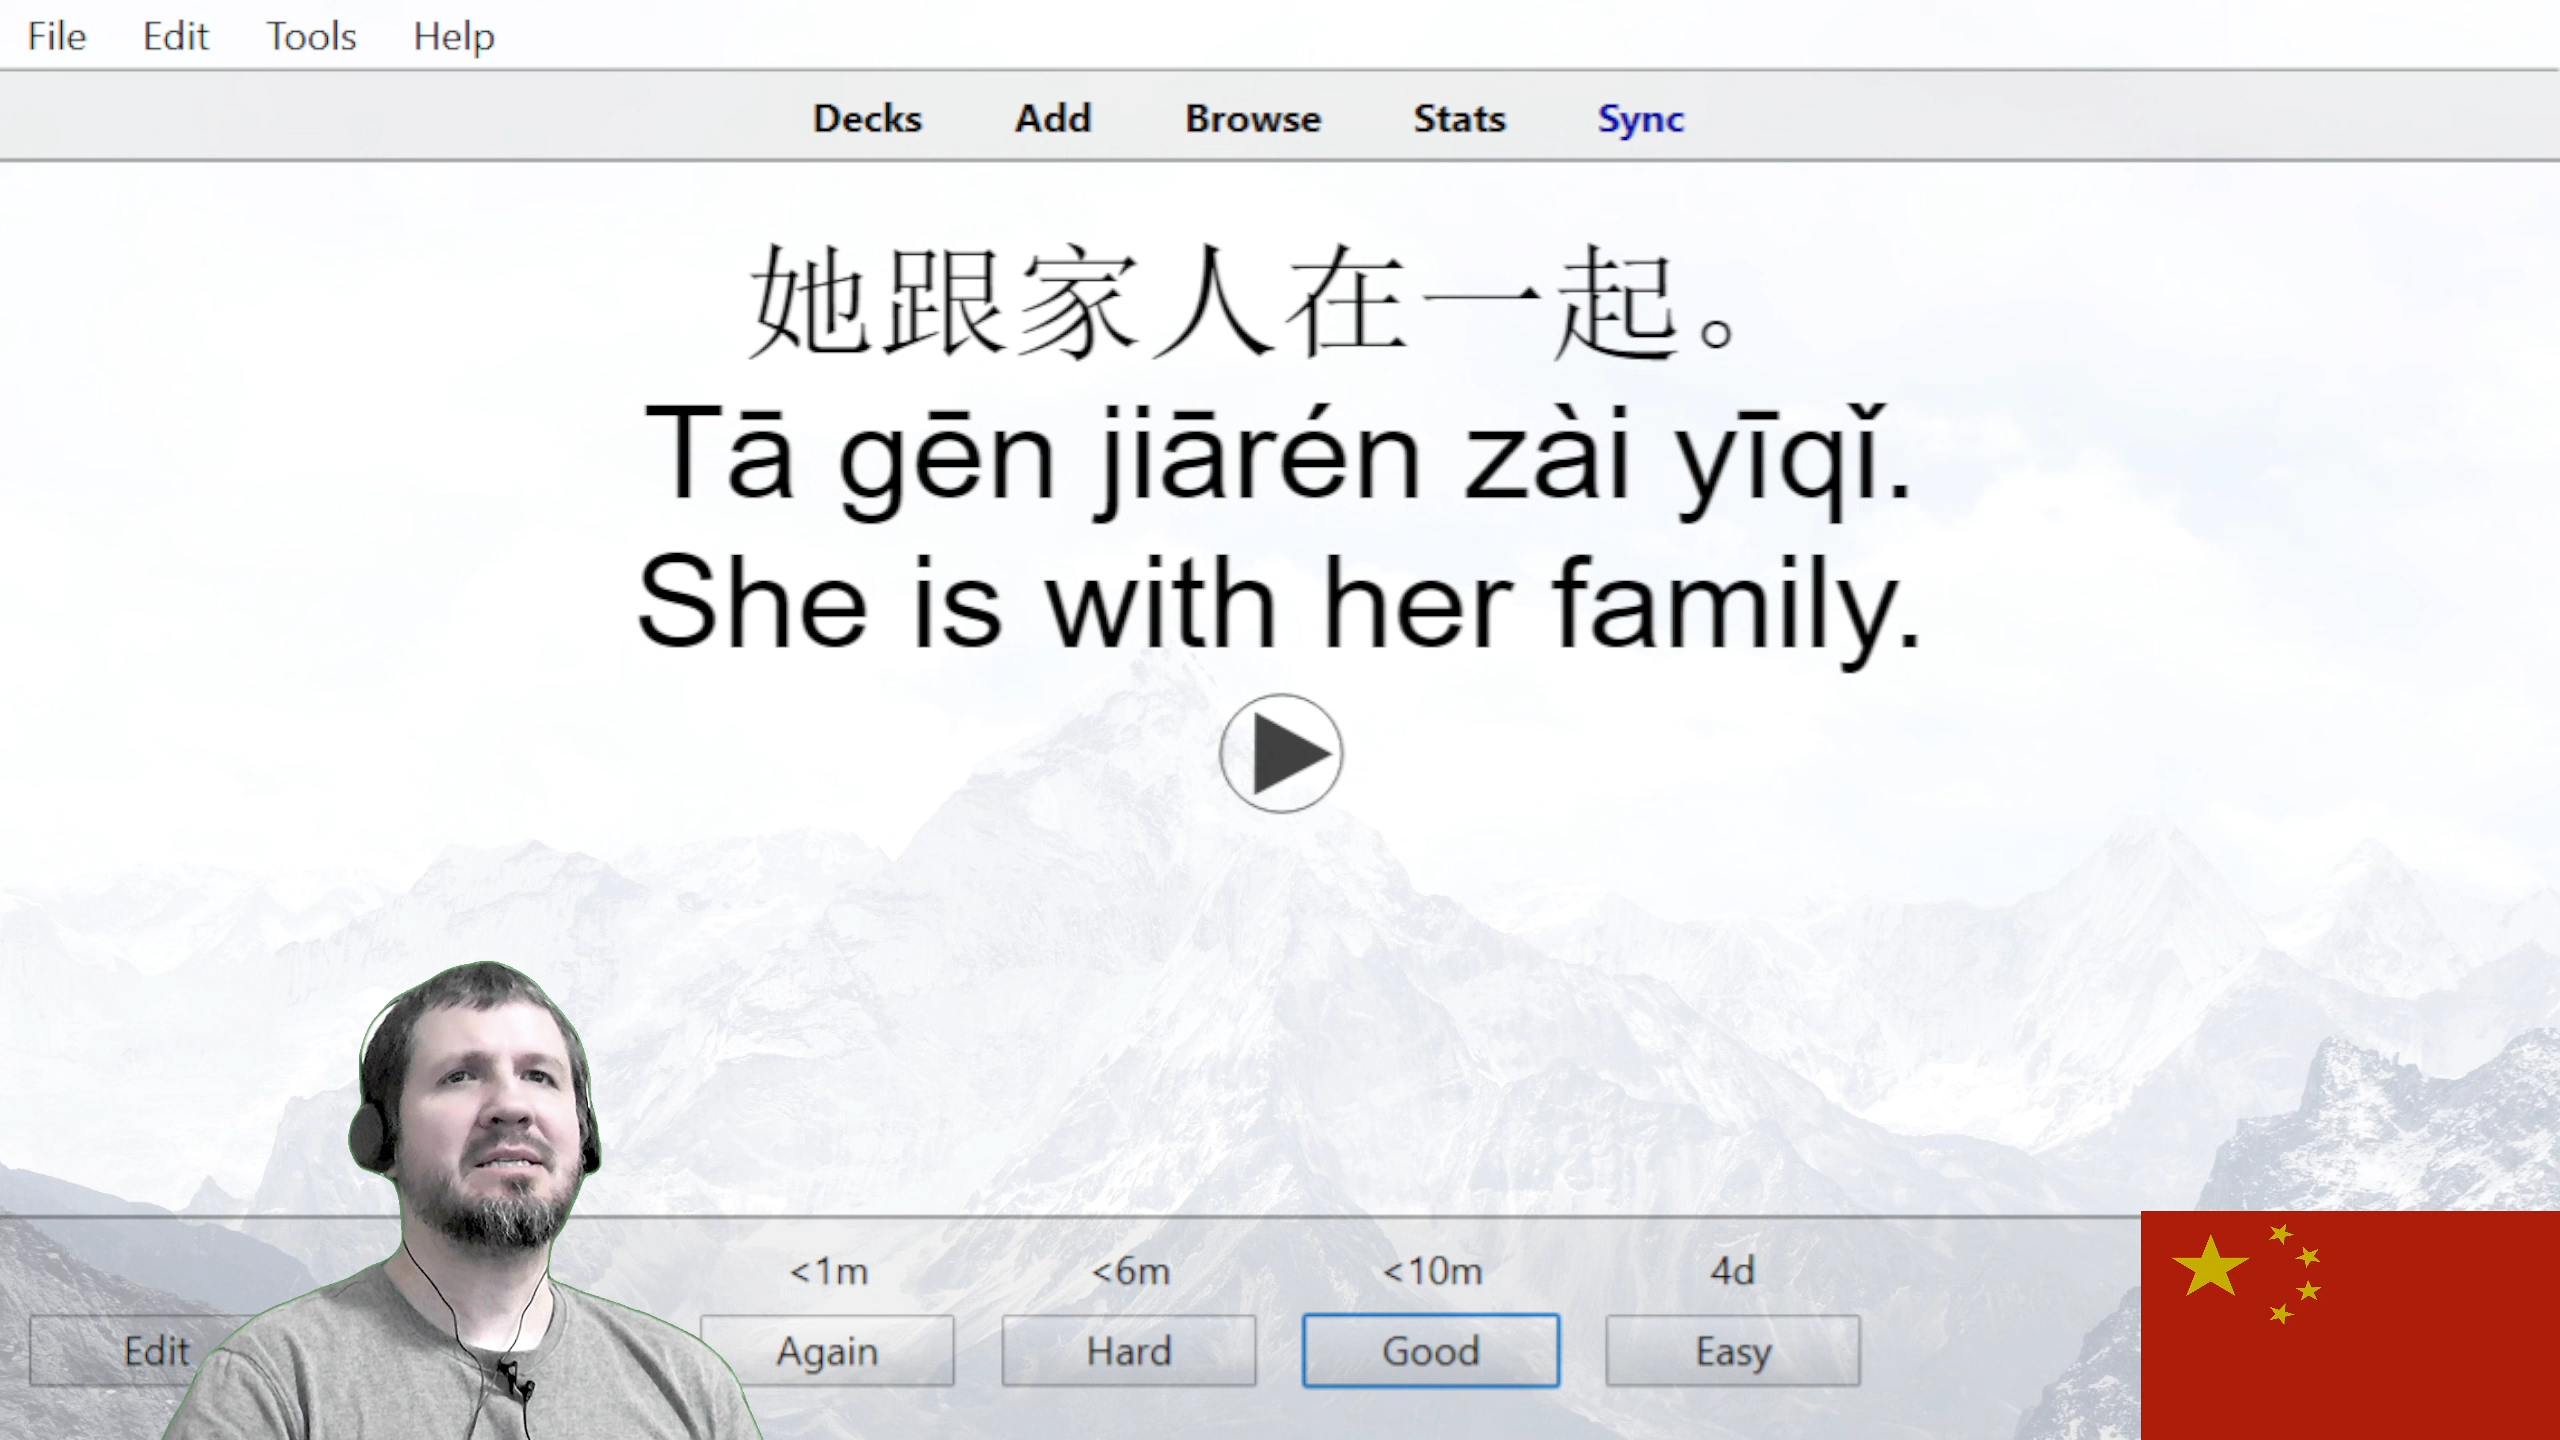 File Edit Tools Help
Decks Add Browse Stats Sync
她跟家人在一起。
Tā gēn jiārén zài yīqǐ.
She is with her family.
<1m <6m <10m 4d
Edit Again Hard Good Easy